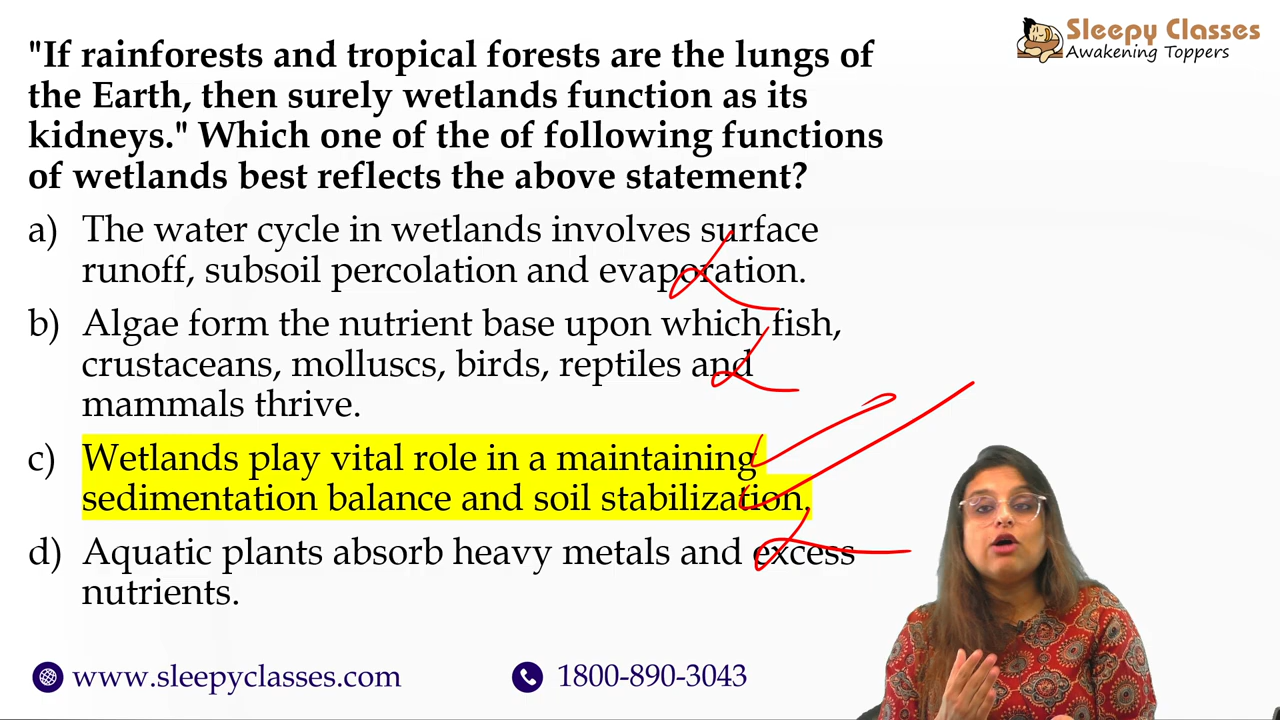 Sleepy Classes
Awakening Toppers
"If rainforests and tropical forests are the lungs of
the Earth, then surely wetlands function as its
kidneys." Which one of the of following functions
of wetlands best reflects the above statement?
a) The water cycle in wetlands involves surface
runoff, subsoil percolation and evaporation.
b) Algae form the nutrient base upon which fish,
crustaceans, molluscs, birds, reptiles and
mammals thrive.
c) Wetlands play vital role in a maintaining
sedimentation balance and soil stabilization.
d) Aquatic plants absorb heavy metals and excess
nutrients.
www.sleepyclasses.com
1800-890-3043